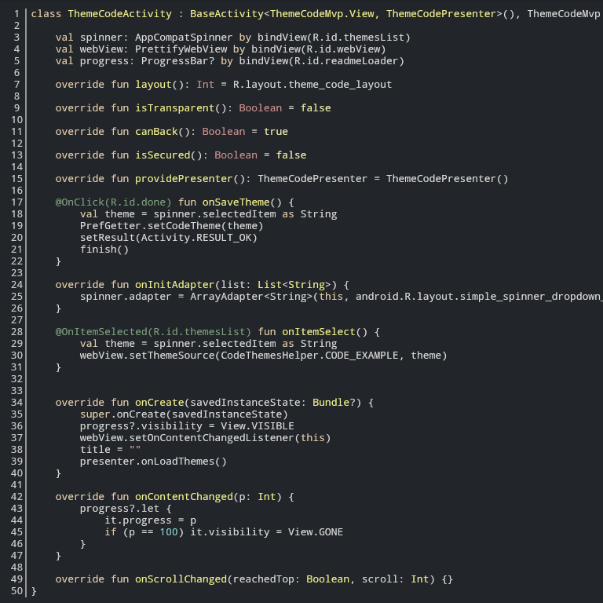 1 class ThemeCodeActivity : BaseActivity<ThemeCodeMvp.View, ThemeCodePresenter>(), ThemeCodeMvp
2
3     val spinner: AppCompatSpinner by bindView(R.id.themesList)
4     val webView: PrettifyWebView by bindView(R.id.webView)
5     val progress: ProgressBar? by bindView(R.id.readmeLoader)
6
7     override fun layout(): Int = R.layout.theme_code_layout
8
9     override fun isTransparent(): Boolean = false
10
11     override fun canBack(): Boolean = true
12
13     override fun isSecured(): Boolean = false
14
15     override fun providePresenter(): ThemeCodePresenter = ThemeCodePresenter()
16
17     @OnClick(R.id.done) fun onSaveTheme() {
18         val theme = spinner.selectedItem as String
19         PrefGetter.setCodeTheme(theme)
20         setResult(Activity.RESULT_OK)
21         finish()
22     }
23
24     override fun onInitAdapter(list: List<String>) {
25         spinner.adapter = ArrayAdapter<String>(this, android.R.layout.simple_spinner_dropdown_
26     }
27
28     @OnItemSelected(R.id.themesList) fun onItemSelect() {
29         val theme = spinner.selectedItem as String
30         webView.setThemeSource(CodeThemesHelper.CODE_EXAMPLE, theme)
31     }
32
33
34     override fun onCreate(savedInstanceState: Bundle?) {
35         super.onCreate(savedInstanceState)
36         progress?.visibility = View.VISIBLE
37         webView.setOnContentChangedListener(this)
38         title = ""
39         presenter.onLoadThemes()
40     }
41
42     override fun onContentChanged(p: Int) {
43         progress?.let {
44             it.progress = p
45             if (p == 100) it.visibility = View.GONE
46         }
47     }
48
49     override fun onScrollChanged(reachedTop: Boolean, scroll: Int) {}
50 }